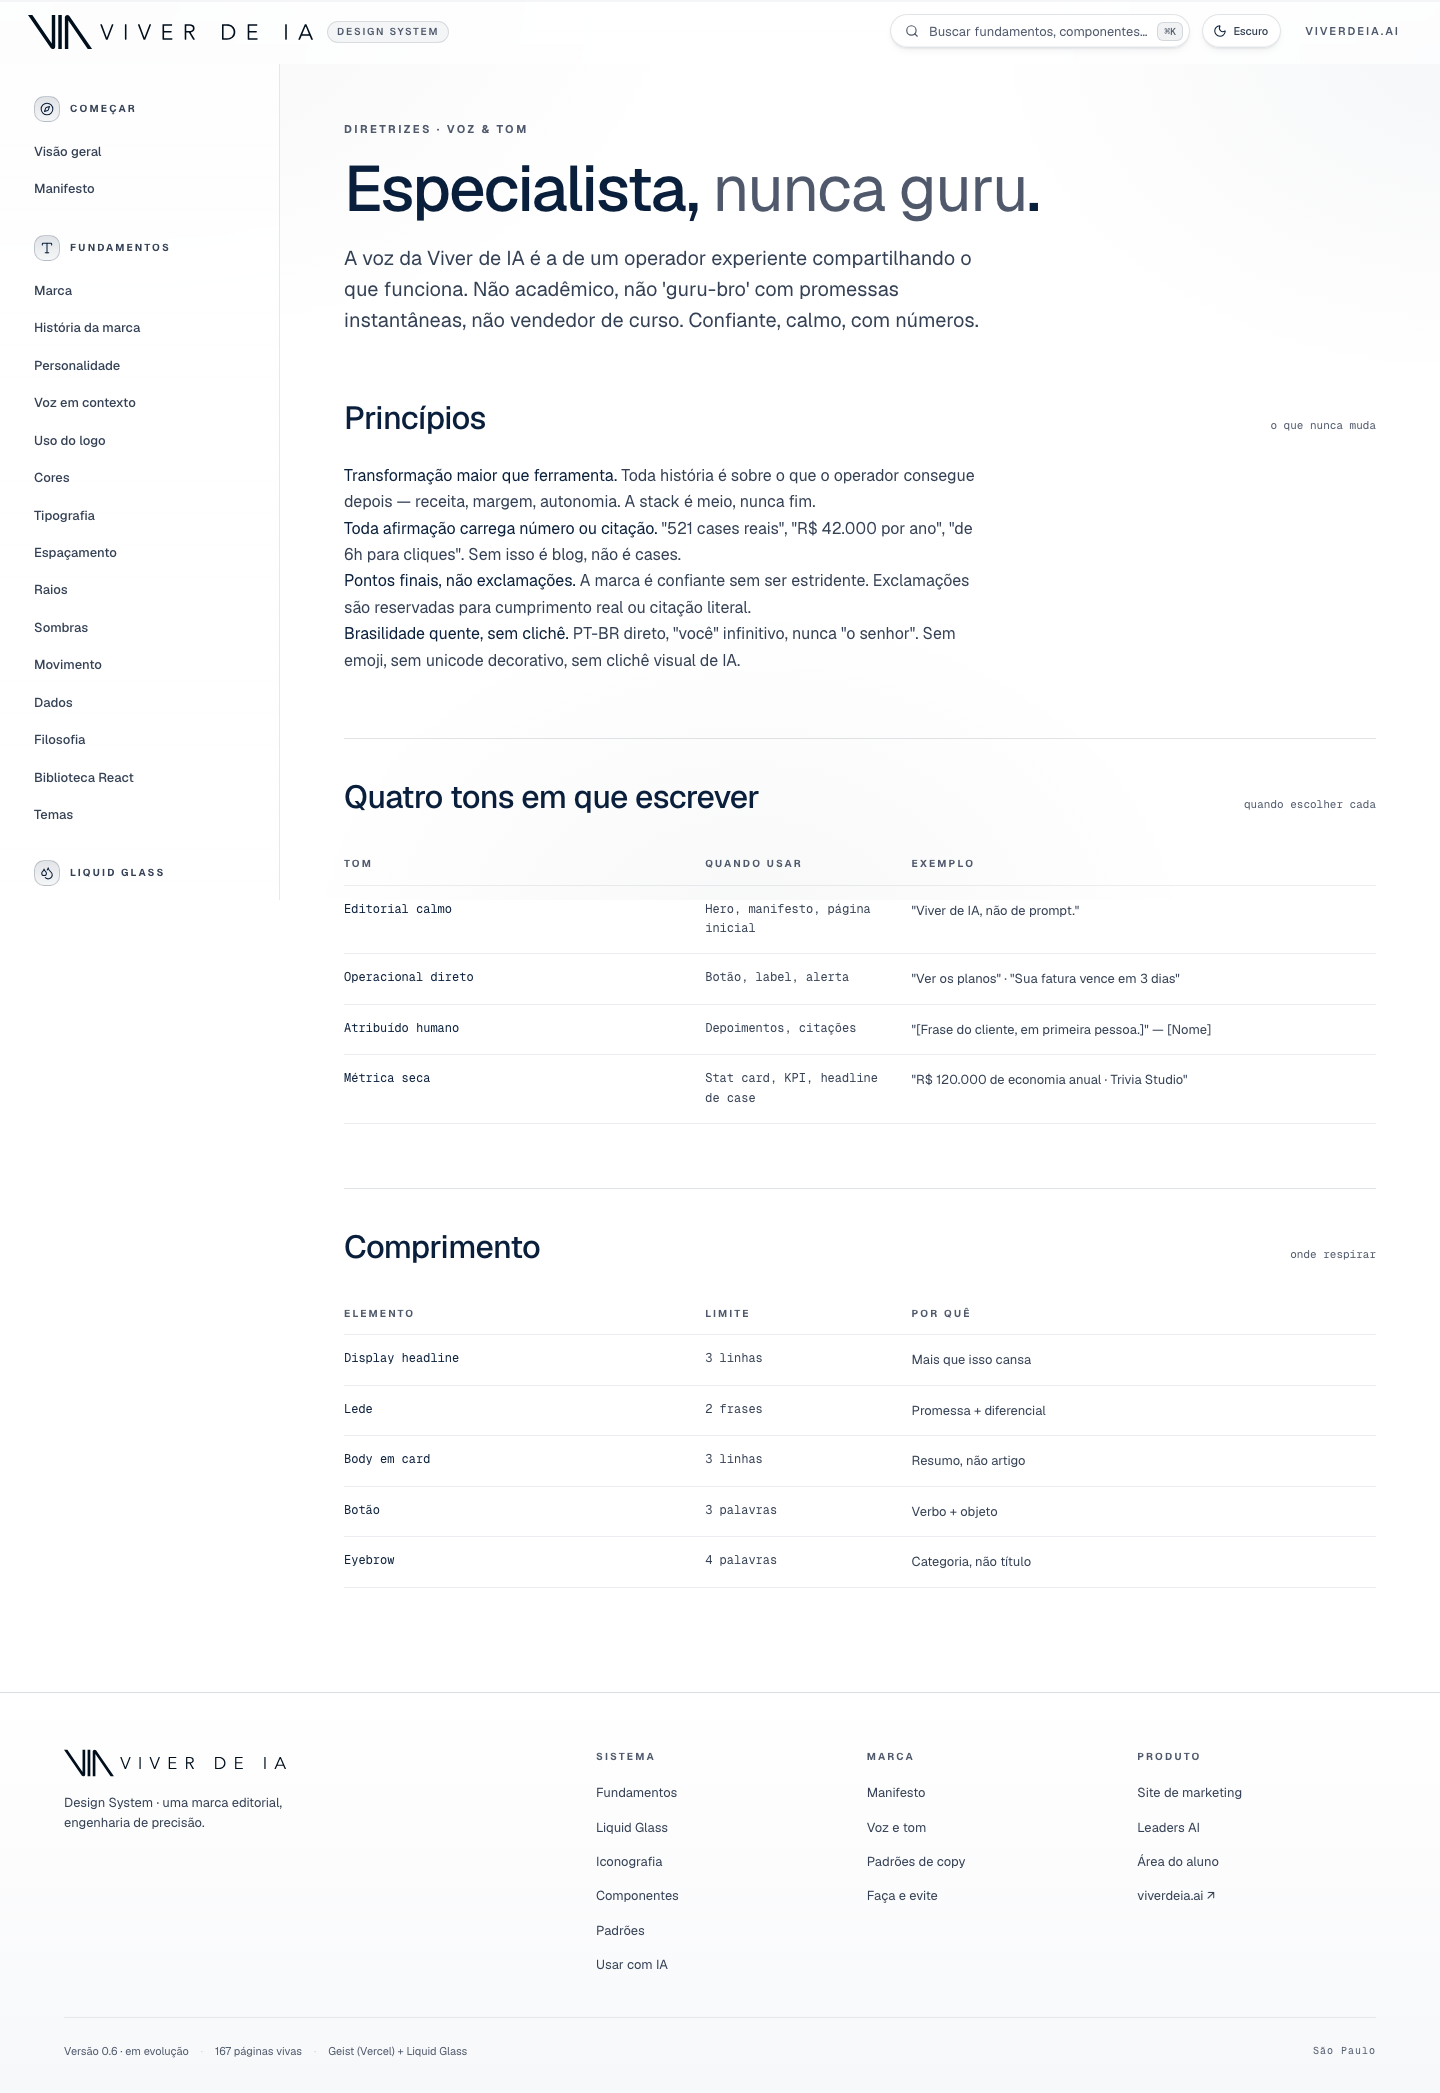 VIVER DE IA
DESIGN SYSTEM
Buscar fundamentos, componentes...
⌘K
Escuro
VIVERDEIA.AI
COMEÇAR
Visão geral
Manifesto
FUNDAMENTOS
Marca
História da marca
Personalidade
Voz em contexto
Uso do logo
Cores
Tipografia
Espaçamento
Raios
Sombras
Movimento
Dados
Filosofia
Biblioteca React
Temas
LIQUID GLASS
DIRETRIZES · VOZ & TOM
Especialista, nunca guru.
A voz da Viver de IA é a de um operador experiente compartilhando o
que funciona. Não acadêmico, não 'guru-bro' com promessas
instantâneas, não vendedor de curso. Confiante, calmo, com números.
Princípios
o que nunca muda
Transformação maior que ferramenta. Toda história é sobre o que o operador consegue
depois — receita, margem, autonomia. A stack é meio, nunca fim.
Toda afirmação carrega número ou citação. "521 cases reais", "R$ 42.000 por ano", "de
6h para cliques". Sem isso é blog, não é cases.
Pontos finais, não exclamações. A marca é confiante sem ser estridente. Exclamações
são reservadas para cumprimento real ou citação literal.
Brasilidade quente, sem clichê. PT-BR direto, "você" infinitivo, nunca "o senhor". Sem
emoji, sem unicode decorativo, sem clichê visual de IA.
Quatro tons em que escrever
quando escolher cada
TOM QUANDO USAR EXEMPLO
Editorial calmo Hero, manifesto, página "Viver de IA, não de prompt."
inicial
Operacional direto Botão, label, alerta "Ver os planos" · "Sua fatura vence em 3 dias"
Atribuído humano Depoimentos, citações "[Frase do cliente, em primeira pessoa.]" — [Nome]
Métrica seca Stat card, KPI, headline "R$ 120.000 de economia anual · Trivia Studio"
de case
Comprimento
onde respirar
ELEMENTO LIMITE POR QUÊ
Display headline 3 linhas Mais que isso cansa
Lede 2 frases Promessa + diferencial
Body em card 3 linhas Resumo, não artigo
Botão 3 palavras Verbo + objeto
Eyebrow 4 palavras Categoria, não título
VIVER DE IA
Design System · uma marca editorial,
engenharia de precisão.
SISTEMA
Fundamentos
Liquid Glass
Iconografia
Componentes
Padrões
Usar com IA
MARCA
Manifesto
Voz e tom
Padrões de copy
Faça e evite
PRODUTO
Site de marketing
Leaders AI
Área do aluno
viverdeia.ai ↗
Versão 0.6 · em evolução · 167 páginas vivas · Geist (Vercel) + Liquid Glass
São Paulo